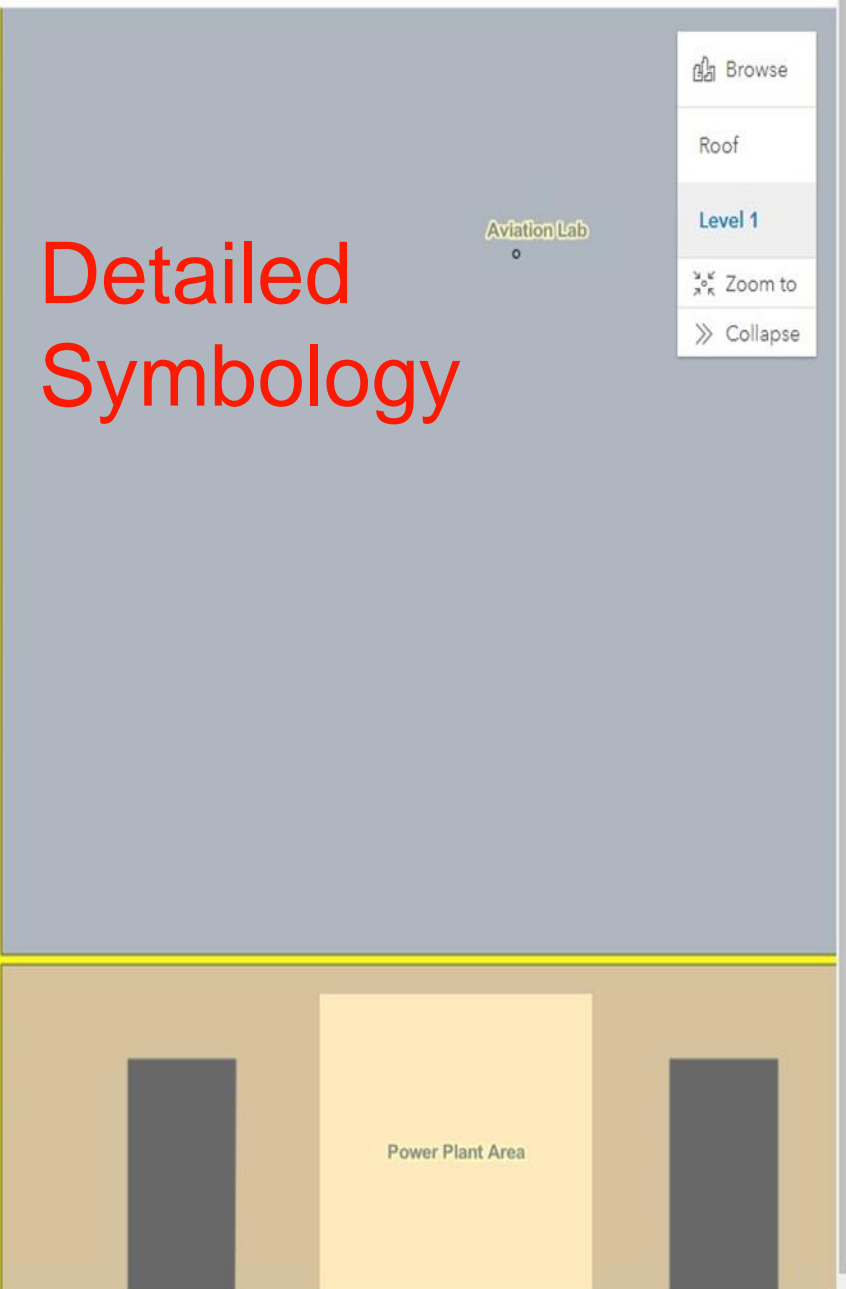 Browse
Roof
Aviation Lab
Level 1
Detailed
Symbology
Zoom to
Collapse
Power Plant Area